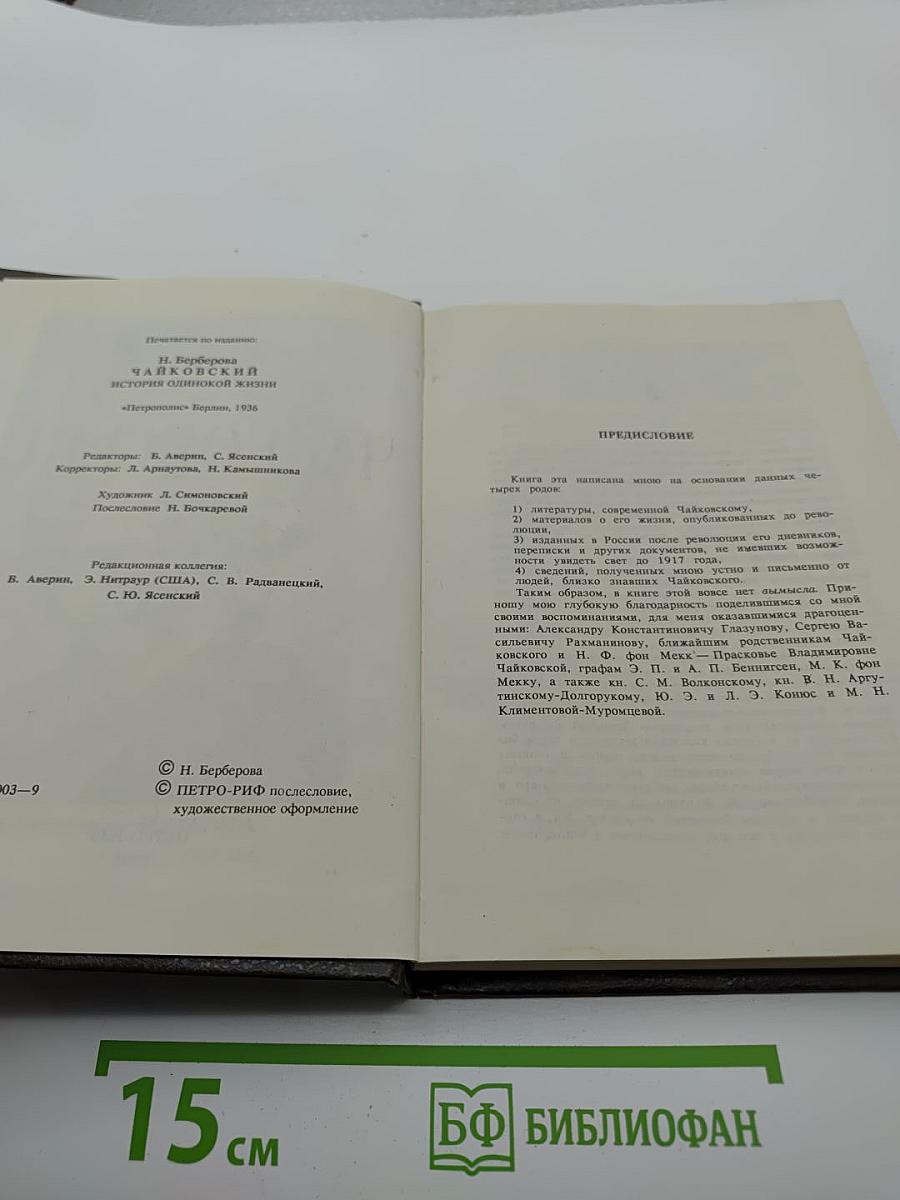 Печатается по изданию:
Н. Берберова
ЧАЙКОВСКИЙ
ИСТОРИЯ ОДИНОКОЙ ЖИЗНИ
«Петрополис» Берлин, 1936
Редакторы: Б. Аверин, С. Ясенский
Корректоры: Л. Арнаутова, Н. Камышникова
Художник Л. Симоновский
Послесловие Н. Бочкаревой
Редакционная коллегия:
В. Аверин, Э. Нитраур (США), С. В. Радванецкий,
С. Ю. Ясенский
© Н. Берберова
003—9
© ПЕТРО-РИФ послесловие,
художественное оформление
ПРЕДИСЛОВИЕ
Книга эта написана мною на основании данных че-
тырех родов:
1) литературы, современной Чайковскому,
2) материалов о его жизни, опубликованных до рево-
люции,
3) изданных в России после революции его дневников,
переписки и других документов, не имевших возмож-
ности увидеть свет до 1917 года,
4) сведений, полученных мною устно и письменно от
людей, близко знавших Чайковского.
Таким образом, в книге этой вовсе нет вымысла. При-
ношу мою глубокую благодарность поделившимся со мной
своими воспоминаниями, для меня оказавшимися драгоцен-
ными: Александру Константиновичу Глазунову, Сергею Ва-
сильевичу Рахманинову, ближайшим родственникам Чай-
ковского и Н. Ф. фон Мекк — Прасковье Владимировне
Чайковской, графам Э. П. и А. П. Беннигсен, М. К. фон
Мекку, а также кн. С. М. Волконскому, кн. В. Н. Аргу-
тинскому-Долгорукому, Ю. Э. и Л. Э. Конюс и М. Н.
Климентовой-Муромцевой.
15 см
БФ БИБЛИОФАН